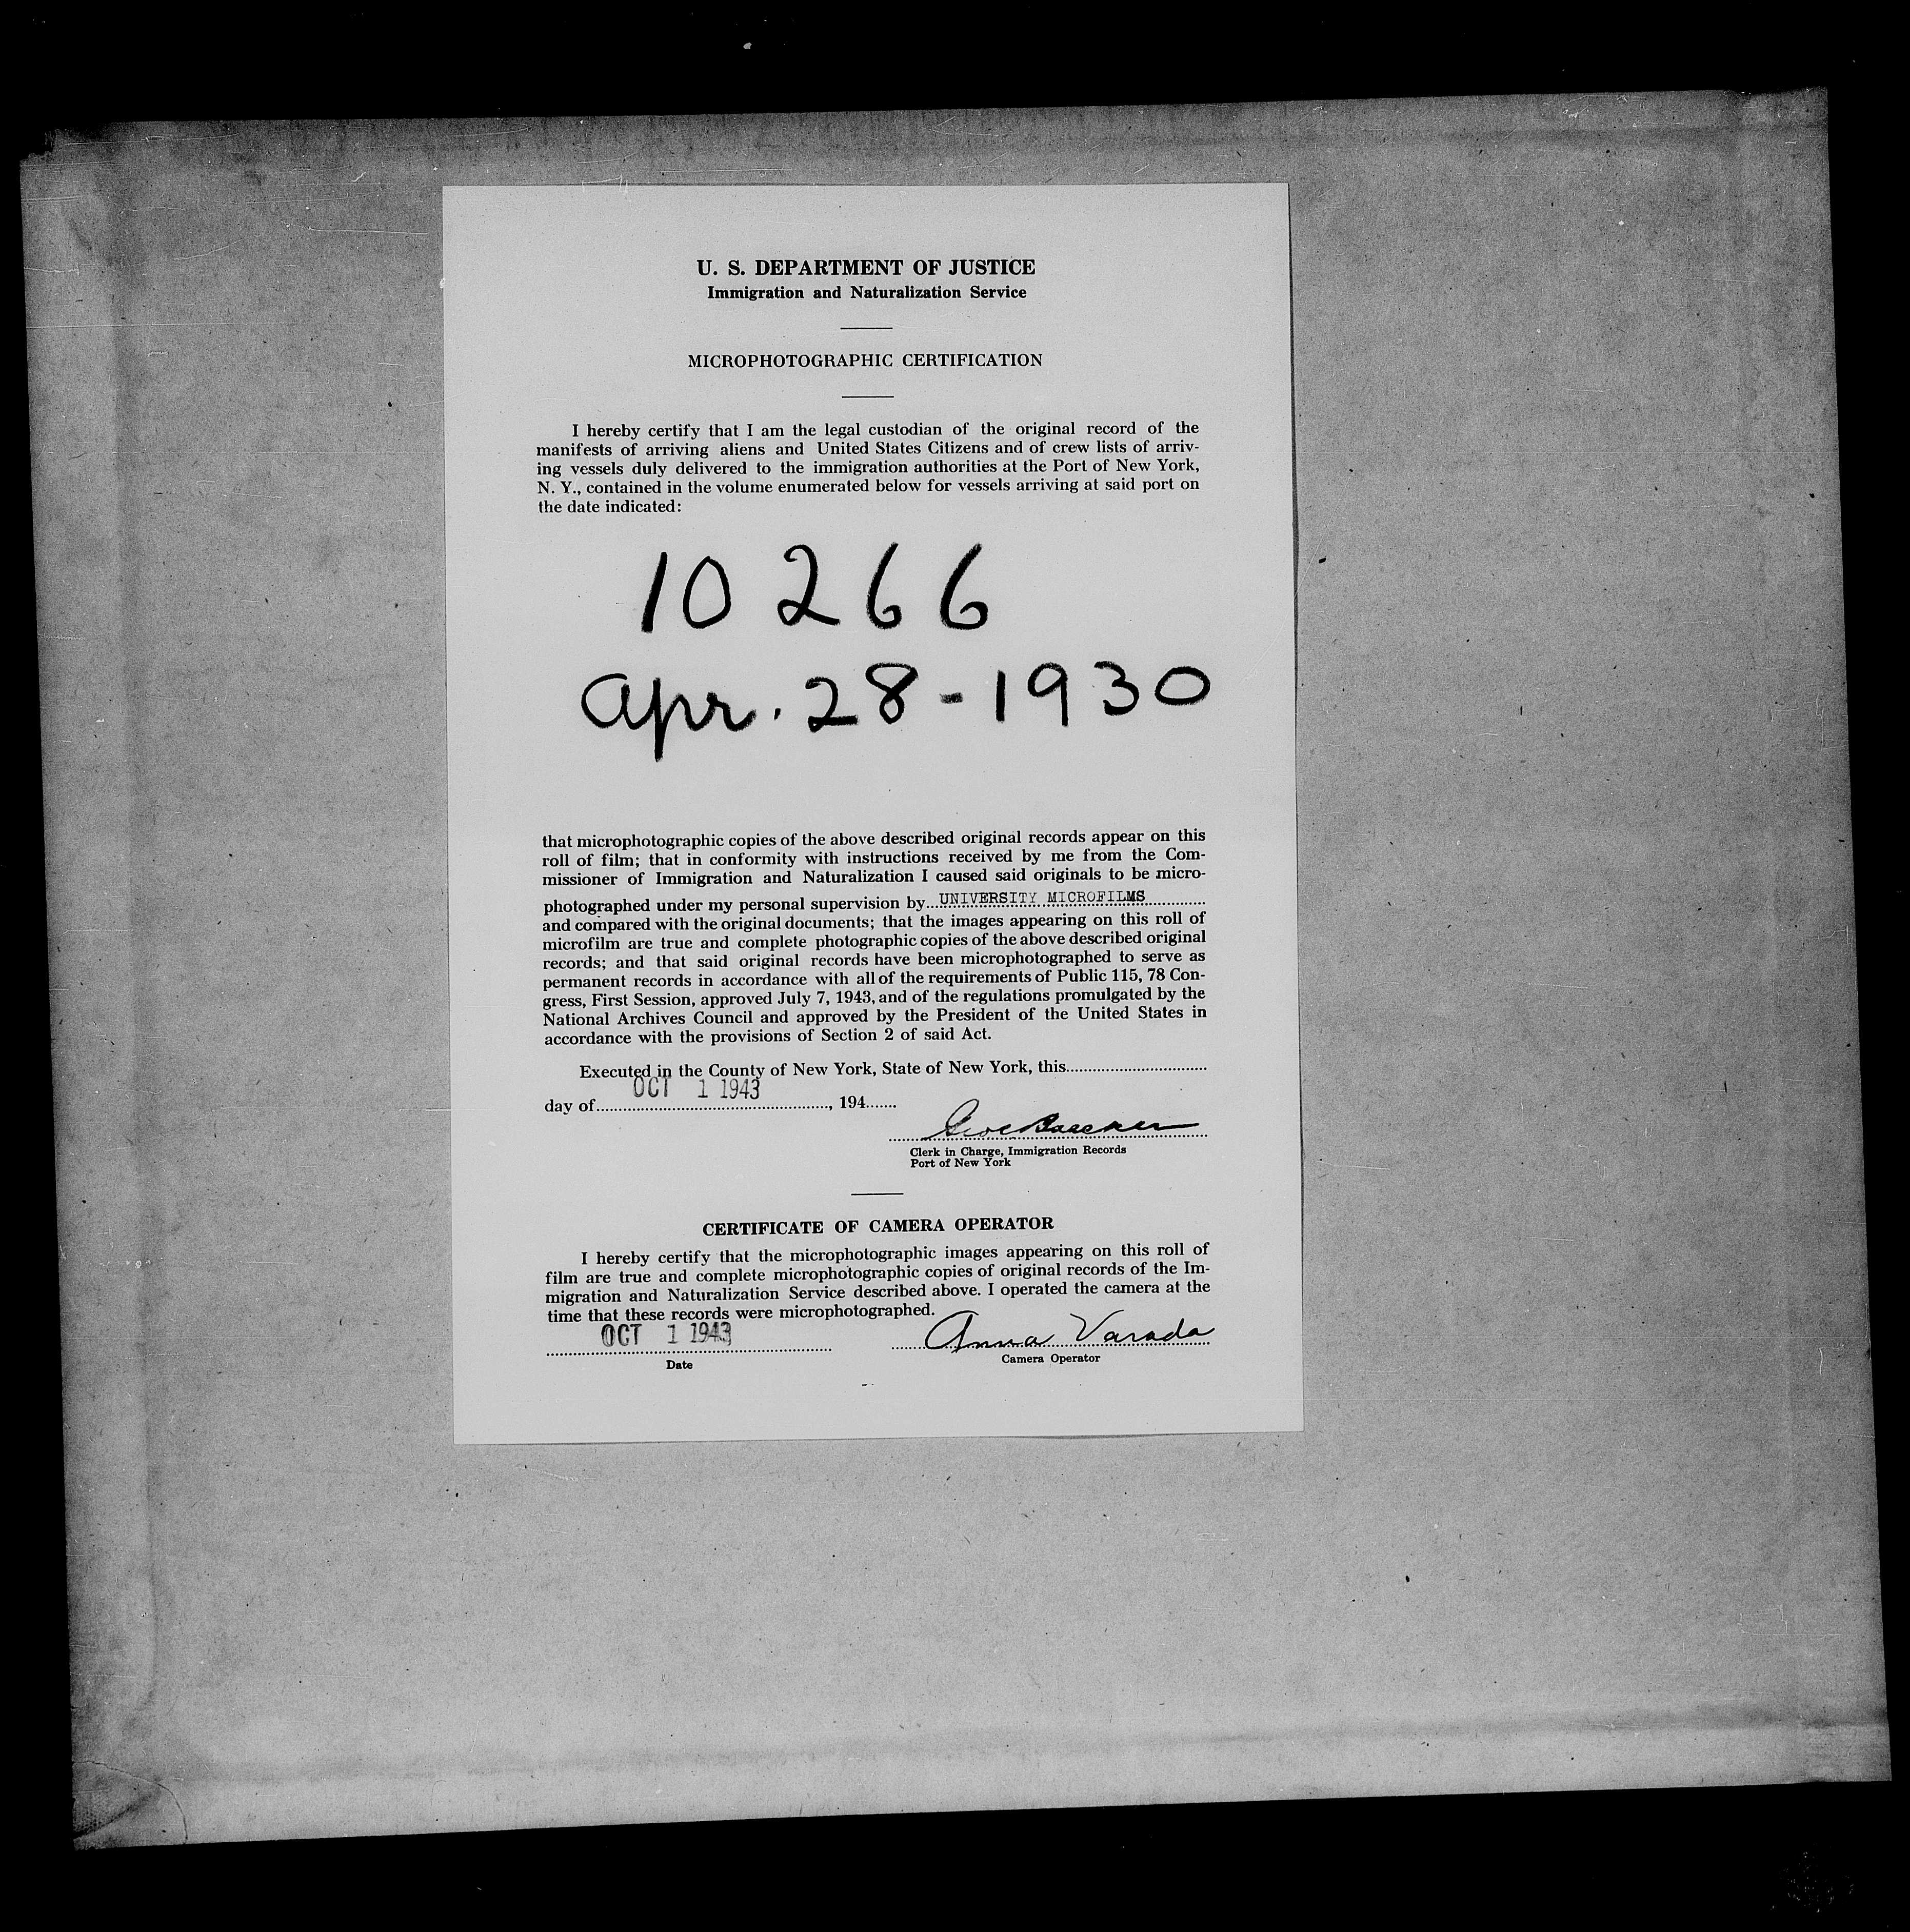 U. S. DEPARTMENT OF JUSTICE
Immigration and Naturalization Service
MICROPHOTOGRAPHIC CERTIFICATION
I hereby certify that I am the legal custodian of the original record of the
manifests of arriving aliens and United States Citizens and of crew lists of arriv-
ing vessels duly delivered to the immigration authorities at the Port of New York,
N. Y., contained in the volume enumerated below for vessels arriving at said port on
the date indicated:
10266
Apr. 28-1930
that microphotographic copies of the above described original records appear on this
roll of film; that in conformity with instructions received by me from the Com-
missioner of Immigration and Naturalization I caused said originals to be micro-
photographed under my personal supervision by UNIVERSITY MICROFILMS
and compared with the original documents; that the images appearing on this roll of
microfilm are true and complete photographic copies of the above described original
records; and that said original records have been microphotographed to serve as
permanent records in accordance with all of the requirements of Public 115, 78 Con-
gress, First Session, approved July 7, 1943, and of the regulations promulgated by the
National Archives Council and approved by the President of the United States in
accordance with the provisions of Section 2 of said Act.
Executed in the County of New York, State of New York, this
OCT 1 1943
day of , 194
Clerk in Charge, Immigration Records
Port of New York
CERTIFICATE OF CAMERA OPERATOR
I hereby certify that the microphotographic images appearing on this roll of
film are true and complete microphotographic copies of original records of the Im-
migration and Naturalization Service described above. I operated the camera at the
time that these records were microphotographed.
OCT 1 1943 Anna Varada
Date Camera Operator